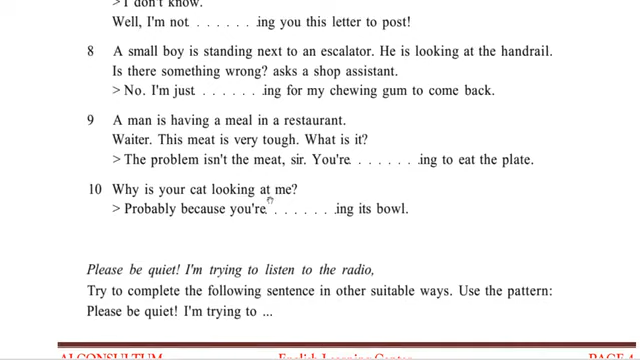 > I don't know.
Well, I'm not . . . . . . .ing you this letter to post!
8 A small boy is standing next to an escalator. He is looking at the handrail.
Is there something wrong? asks a shop assistant.
> No. I'm just . . . . . . .ing for my chewing gum to come back.
9 A man is having a meal in a restaurant.
Waiter. This meat is very tough. What is it?
> The problem isn't the meat, sir. You're . . . . . . .ing to eat the plate.
10 Why is your cat looking at me?
> Probably because you're. . . . . . .ing its bowl.
Please be quiet! I'm trying to listen to the radio,
Try to complete the following sentence in other suitable ways. Use the pattern:
Please be quiet! I'm trying to ...
ALCONSULTUM English Learning Center PAGE 4